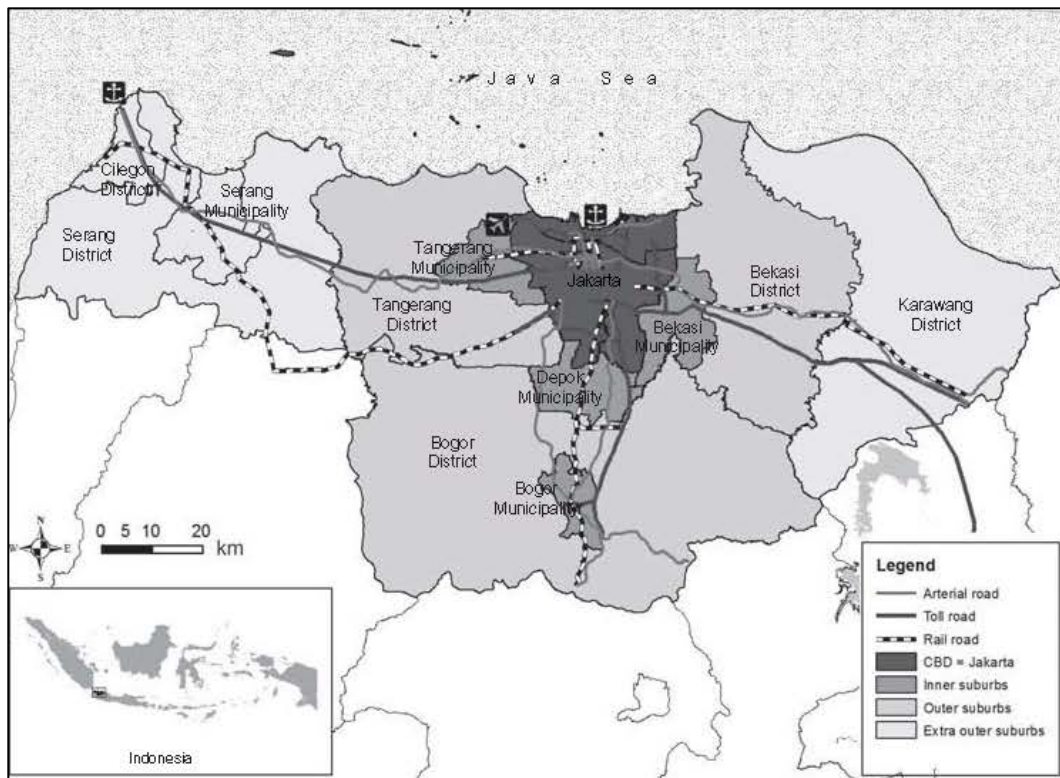 Java Sea
Cilegon
District
Serang
Municipality
Serang
District
Tangerang
Municipality
Jakarta
Tangerang
District
Bekasi
District
Karawang
District
Bekasi
Municipality
Depok
Municipality
Bogor
District
Bogor
Municipality
N
W
E
S
0 5 10 20
km
Indonesia
Legend
Arterial road
Toll road
Rail road
CBD = Jakarta
Inner suburbs
Outer suburbs
Extra outer suburbs